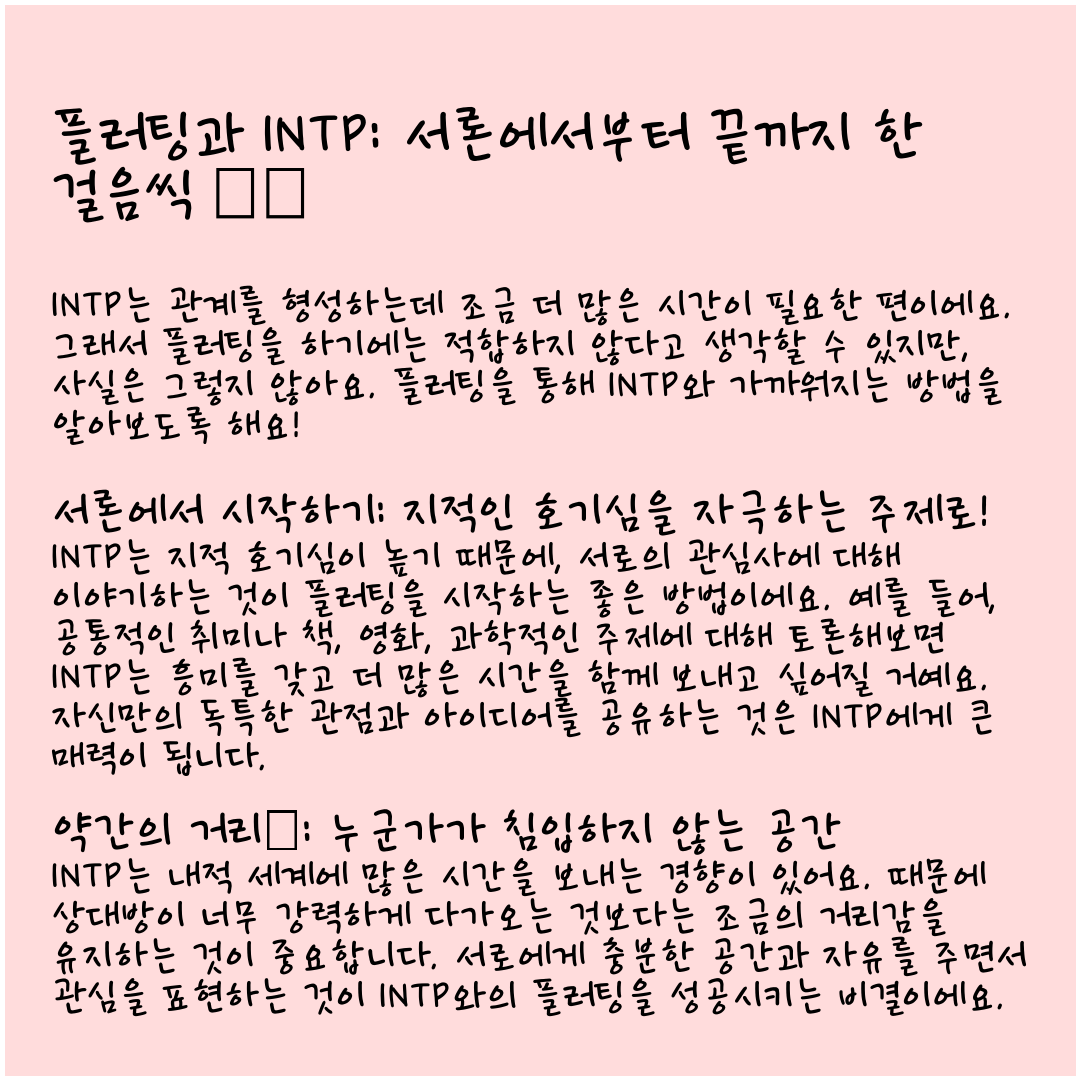 플러팅과 INTP: 서론에서부터 끝까지 한
걸음씩 □□
INTP는 관계를 형성하는데 조금 더 많은 시간이 필요한 편이에요.
그래서 플러팅을 하기에는 적합하지 않다고 생각할 수 있지만,
사실은 그렇지 않아요. 플러팅을 통해 INTP와 가까워지는 방법을
알아보도록 해요!
서론에서 시작하기: 지적인 호기심을 자극하는 주제로!
INTP는 지적 호기심이 높기 때문에, 서로의 관심사에 대해
이야기하는 것이 플러팅을 시작하는 좋은 방법이에요. 예를 들어,
공통적인 취미나 책, 영화, 과학적인 주제에 대해 토론해보면
INTP는 흥미를 갖고 더 많은 시간을 함께 보내고 싶어질 거예요.
자신만의 독특한 관점과 아이디어를 공유하는 것은 INTP에게 큰
매력이 됩니다.
약간의 거리□: 누군가가 침입하지 않는 공간
INTP는 내적 세계에 많은 시간을 보내는 경향이 있어요. 때문에
상대방이 너무 강력하게 다가오는 것보다는 조금의 거리감을
유지하는 것이 중요합니다. 서로에게 충분한 공간과 자유를 주면서
관심을 표현하는 것이 INTP와의 플러팅을 성공시키는 비결이에요.